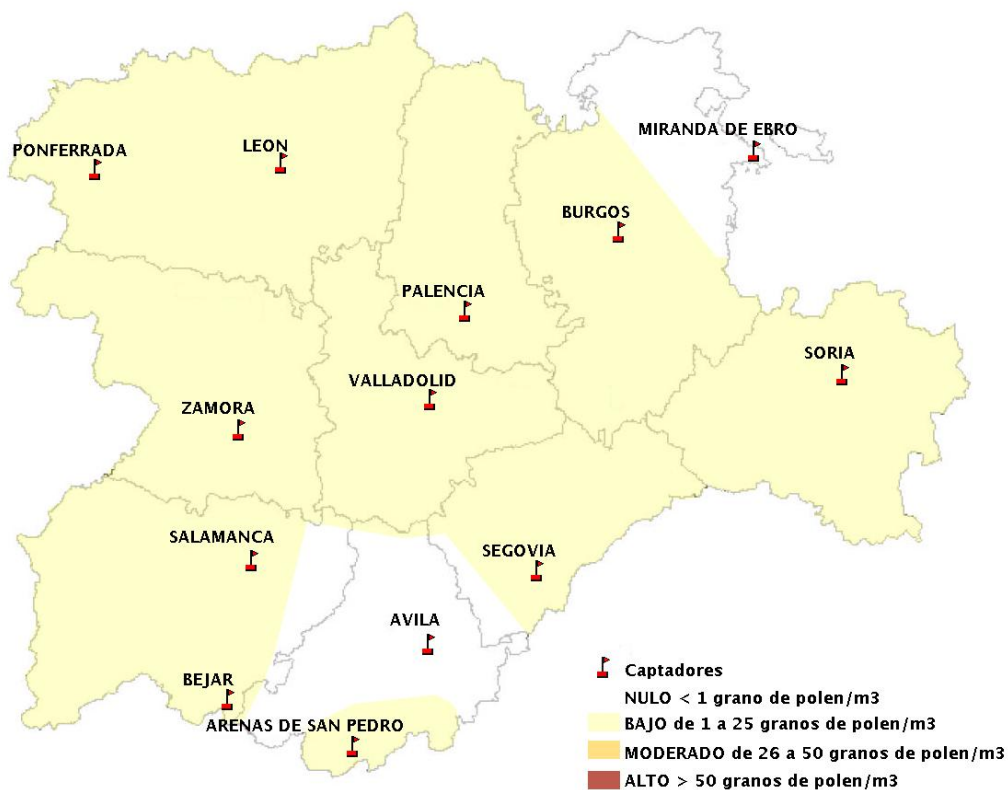 MIRANDA DE EBRO
PONFERRADA
LEON
BURGOS
PALENCIA
SORIA
VALLADOLID
ZAMORA
SALAMANCA
SEGOVIA
AVILA
BEJAR
ARENAS DE SAN PEDRO
Captadores
NULO < 1 grano de polen/m3
BAJO de 1 a 25 granos de polen/m3
MODERADO de 26 a 50 granos de polen/m3
ALTO > 50 granos de polen/m3